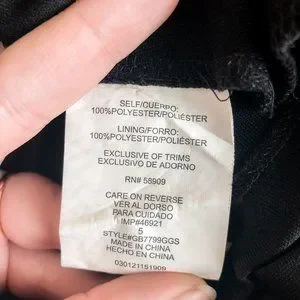 SELF/CUERPO:
100%POLYESTER/POLIÉSTER
LINING/FORRO:
100%POLYESTER/POLIÉSTER
EXCLUSIVE OF TRIMS
EXCLUSIVO DE ADORNO
RN# 58909
CARE ON REVERSE
VER AL DORSO
PARA CUIDADO
IMP#46921
S
STYLE#GB7799GGS
MADE IN CHINA
HECHO EN CHINA
030121151909